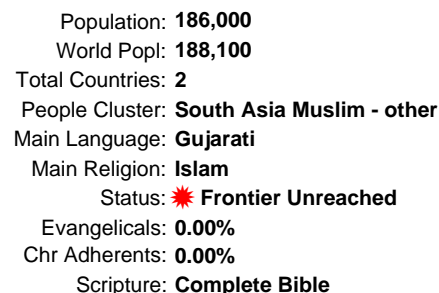 Population: 186,000
World Popl: 188,100
Total Countries: 2
People Cluster: South Asia Muslim - other
Main Language: Gujarati
Main Religion: Islam
Status: Frontier Unreached
Evangelicals: 0.00%
Chr Adherents: 0.00%
Scripture: Complete Bible